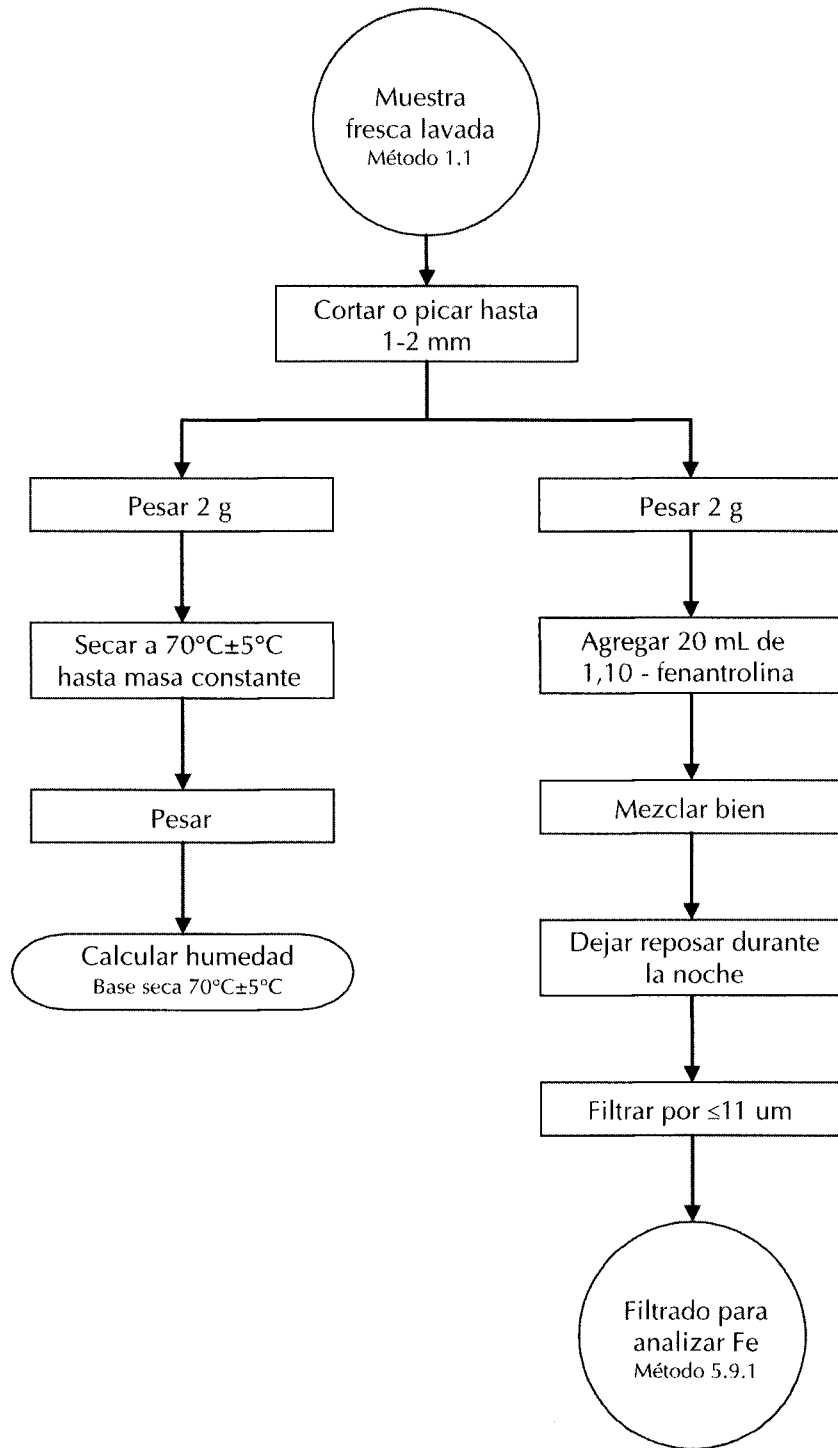 Muestra
fresca lavada
Método 1.1
Cortar o picar hasta
1-2 mm
Pesar 2 g
Secar a 70°C±5°C
hasta masa constante
Pesar
Calcular humedad
Base seca 70°C±5°C
Pesar 2 g
Agregar 20 mL de
1,10 - fenantrolina
Mezclar bien
Dejar reposar durante
la noche
Filtrar por ≤11 um
Filtrado para
analizar Fe
Método 5.9.1